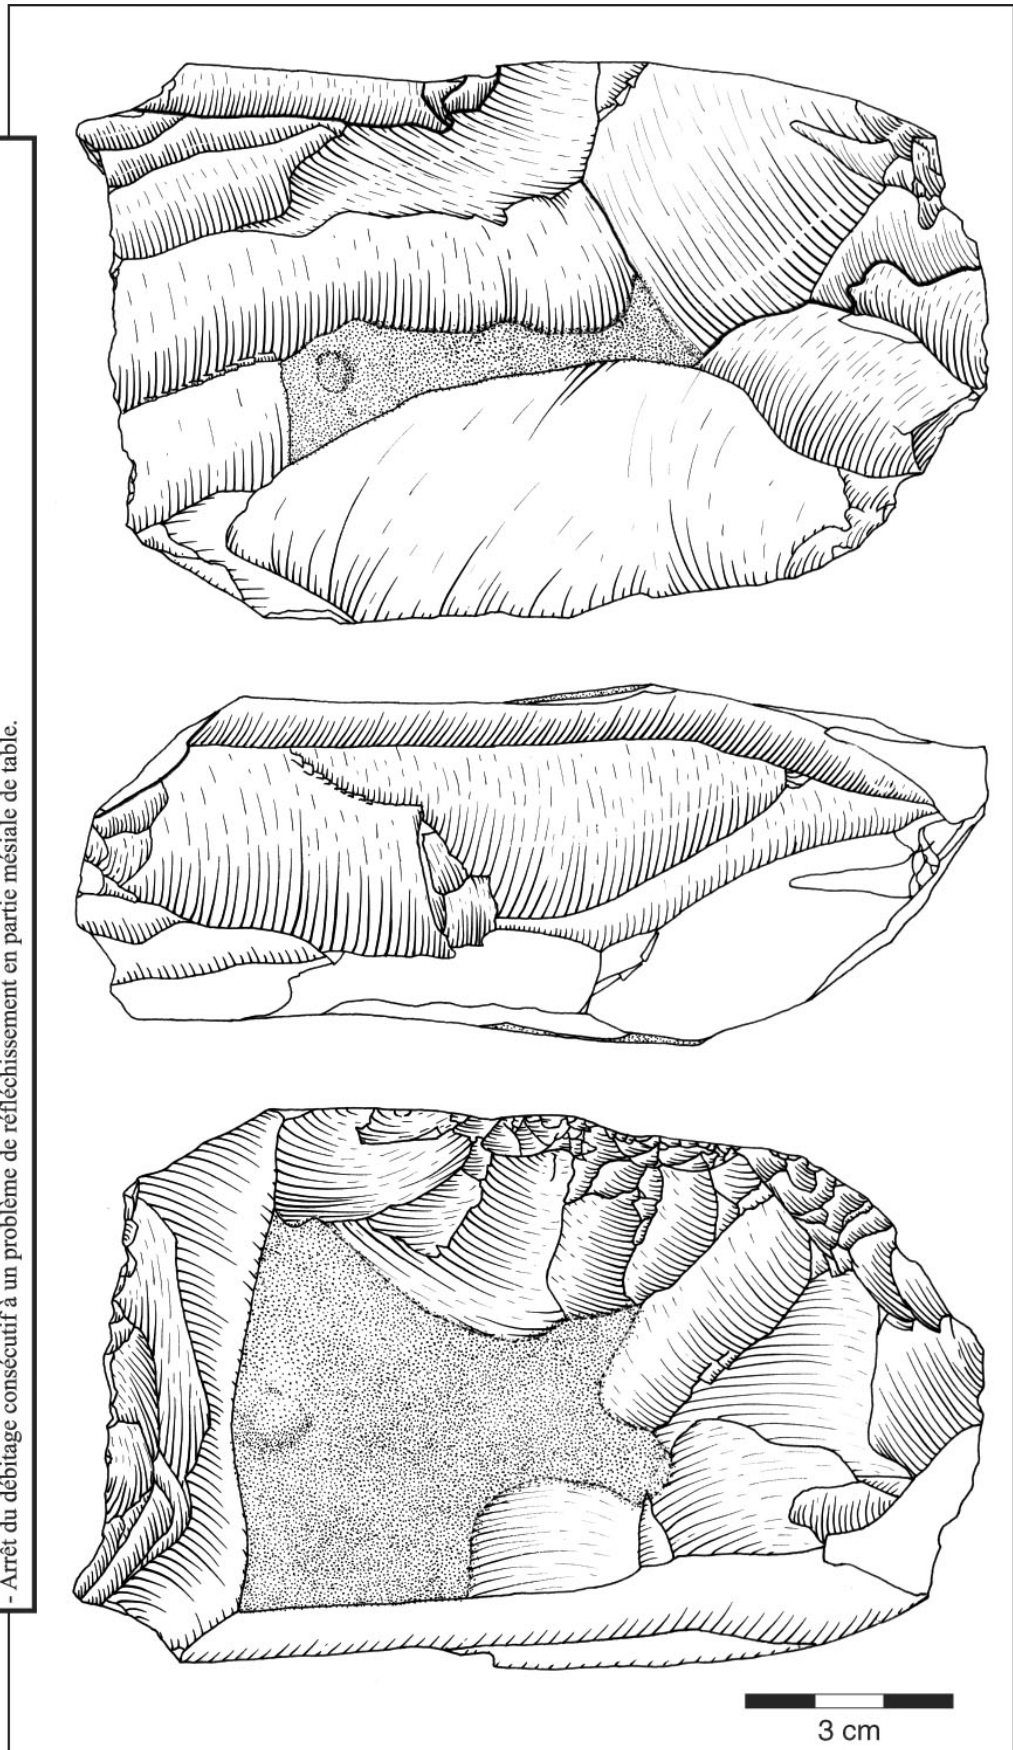 - Arrêt du débitage consécutif à un problème de réfléchissement en partie mésiale de table.
3 cm